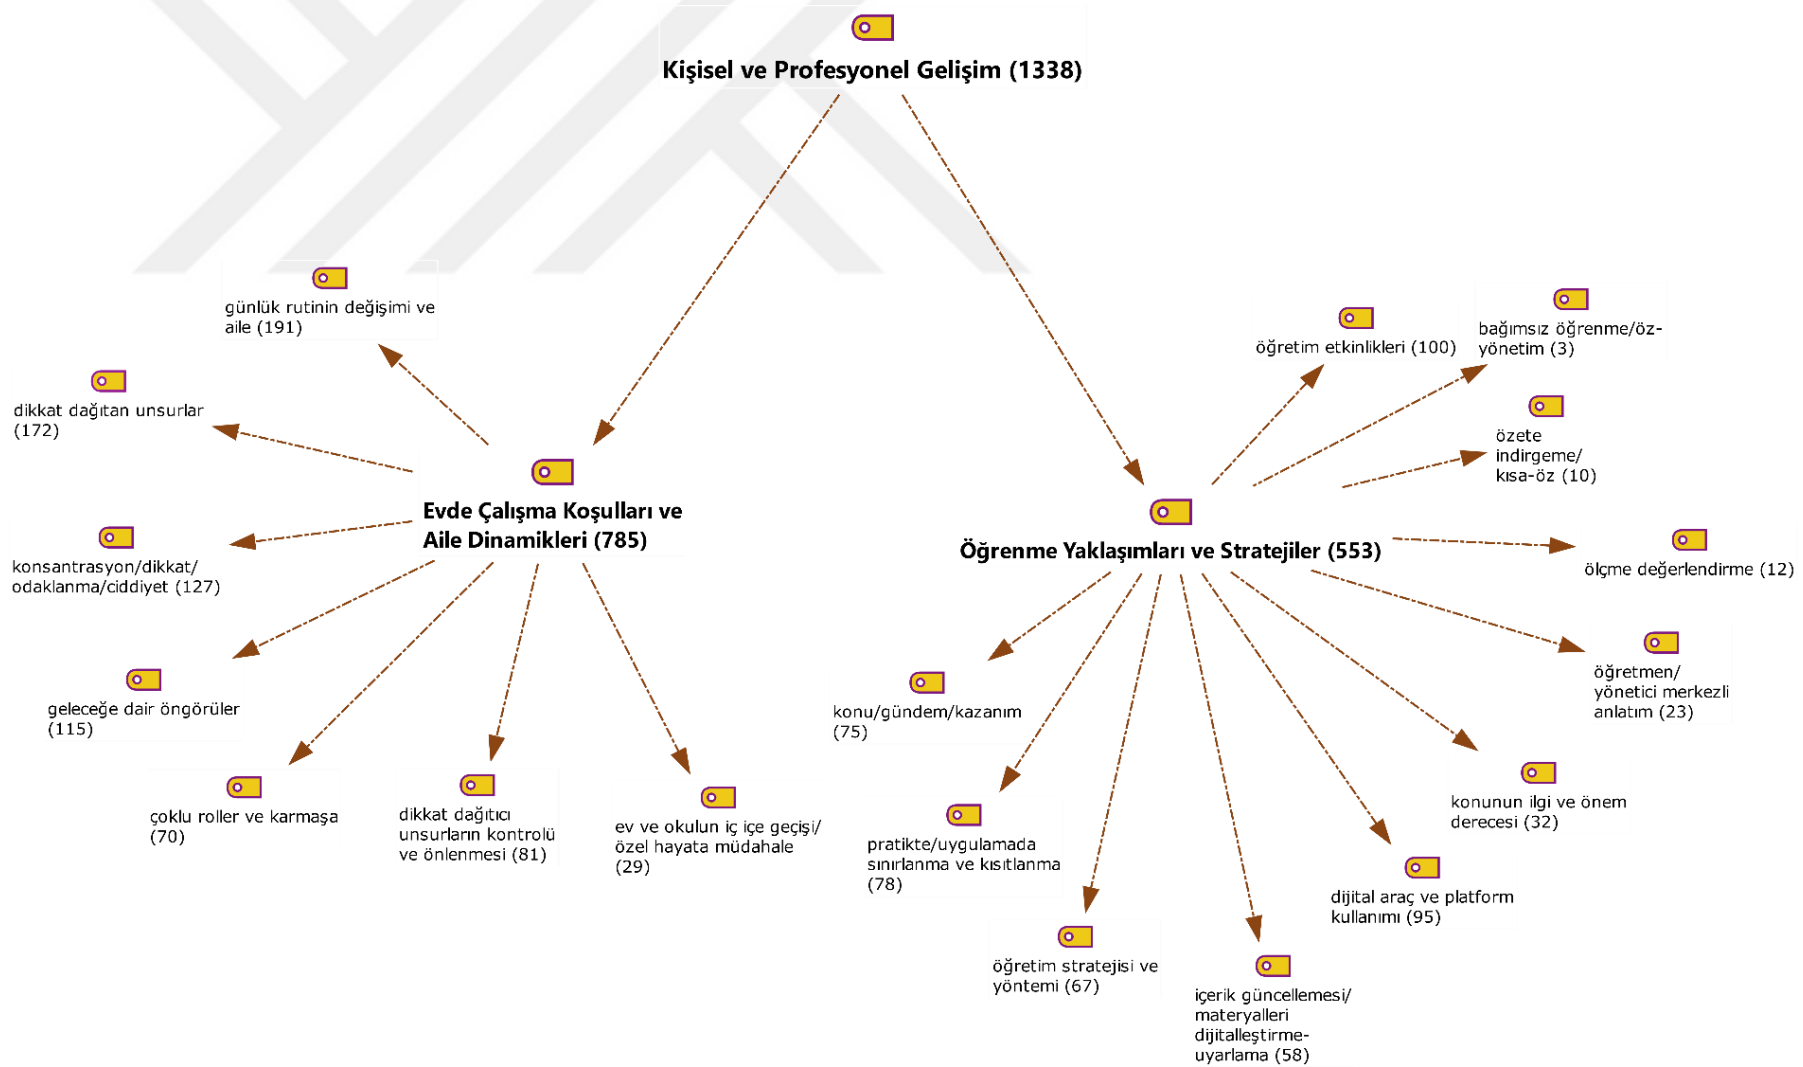 Kişisel ve Profesyonel Gelişim (1338)
günlük rutinin değişimi ve
aile (191)
dikkat dağıtan unsurlar
(172)
konsantrasyon/dikkat/
odaklanma/ciddiyet (127)
Evde Çalışma Koşulları ve
Aile Dinamikleri (785)
geleceğe dair öngörüler
(115)
çoklu roller ve karmaşa
(70)
dikkat dağıtıcı
unsurların kontrolü
ve önlenmesi (81)
ev ve okulun iç içe geçişi/
özel hayata müdahale
(29)
öğretim etkinlikleri (100)
bağımsız öğrenme/öz-
yönetim (3)
özete
indirgeme/
kısa-öz (10)
Öğrenme Yaklaşımları ve Stratejiler (553)
ölçme değerlendirme (12)
öğretmen/
yönetici merkezli
anlatım (23)
konu/gündem/kazanım
(75)
konunun ilgi ve önem
derecesi (32)
pratikte/uygulamada
sınırlanma ve kısıtlanma
(78)
dijital araç ve platform
kullanımı (95)
öğretim stratejisi ve
yöntemi (67)
içerik güncellemesi/
materyalleri
dijitalleştirme-
uyarlama (58)